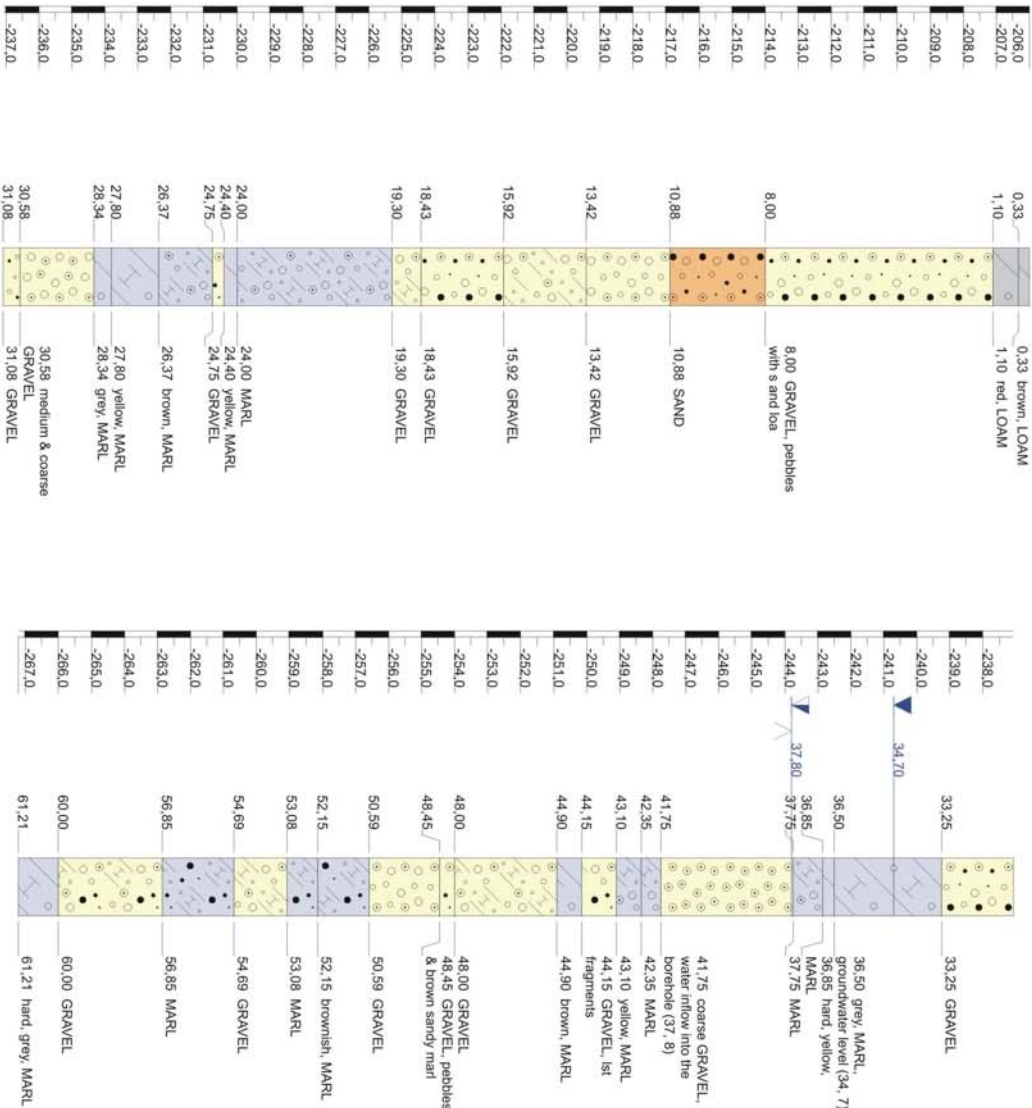 -206,0
-207,0
-208,0
-209,0
-210,0
-211,0
-212,0
-213,0
-214,0
-215,0
-216,0
-217,0
-218,0
-219,0
-220,0
-221,0
-222,0
-223,0
-224,0
-225,0
-226,0
-227,0
-228,0
-229,0
-230,0
-231,0
-232,0
-233,0
-234,0
-235,0
-236,0
-237,0
0,33
1,10
8,00
10,88
13,42
15,92
18,43
19,30
24,00
24,40
24,75
26,37
27,80
28,34
30,58
31,08
0,33 brown, LOAM
1,10 red, LOAM
8,00 GRAVEL, pebbles
with s and loa
10,88 SAND
13,42 GRAVEL
15,92 GRAVEL
18,43 GRAVEL
19,30 GRAVEL
24,00 MARL
24,40 yellow, MARL
24,75 GRAVEL
26,37 brown, MARL
27,80 yellow, MARL
28,34 grey, MARL
30,58 medium & coarse
GRAVEL
31,08 GRAVEL
-238,0
-239,0
-240,0
-241,0
-242,0
-243,0
-244,0
-245,0
-246,0
-247,0
-248,0
-249,0
-250,0
-251,0
-252,0
-253,0
-254,0
-255,0
-256,0
-257,0
-258,0
-259,0
-260,0
-261,0
-262,0
-263,0
-264,0
-265,0
-266,0
-267,0
34,70
37,80
33,25
36,50
36,85
37,75
41,75
42,35
43,10
44,15
44,90
48,00
48,45
50,59
52,15
53,08
54,69
56,85
60,00
61,21
33,25 GRAVEL
36,50 grey, MARL,
groundwater level (34, 7)
36,85 hard, yellow,
MARL
37,75 MARL
41,75 coarse GRAVEL,
water inflow into the
borehole (37, 8)
42,35 MARL
43,10 yellow, MARL
44,15 GRAVEL, lst
fragments
44,90 brown, MARL
48,00 GRAVEL
48,45 GRAVEL, pebbles
& brown sandy marl
50,59 GRAVEL
52,15 brownish, MARL
53,08 MARL
54,69 GRAVEL
56,85 MARL
60,00 GRAVEL
61,21 hard, grey, MARL